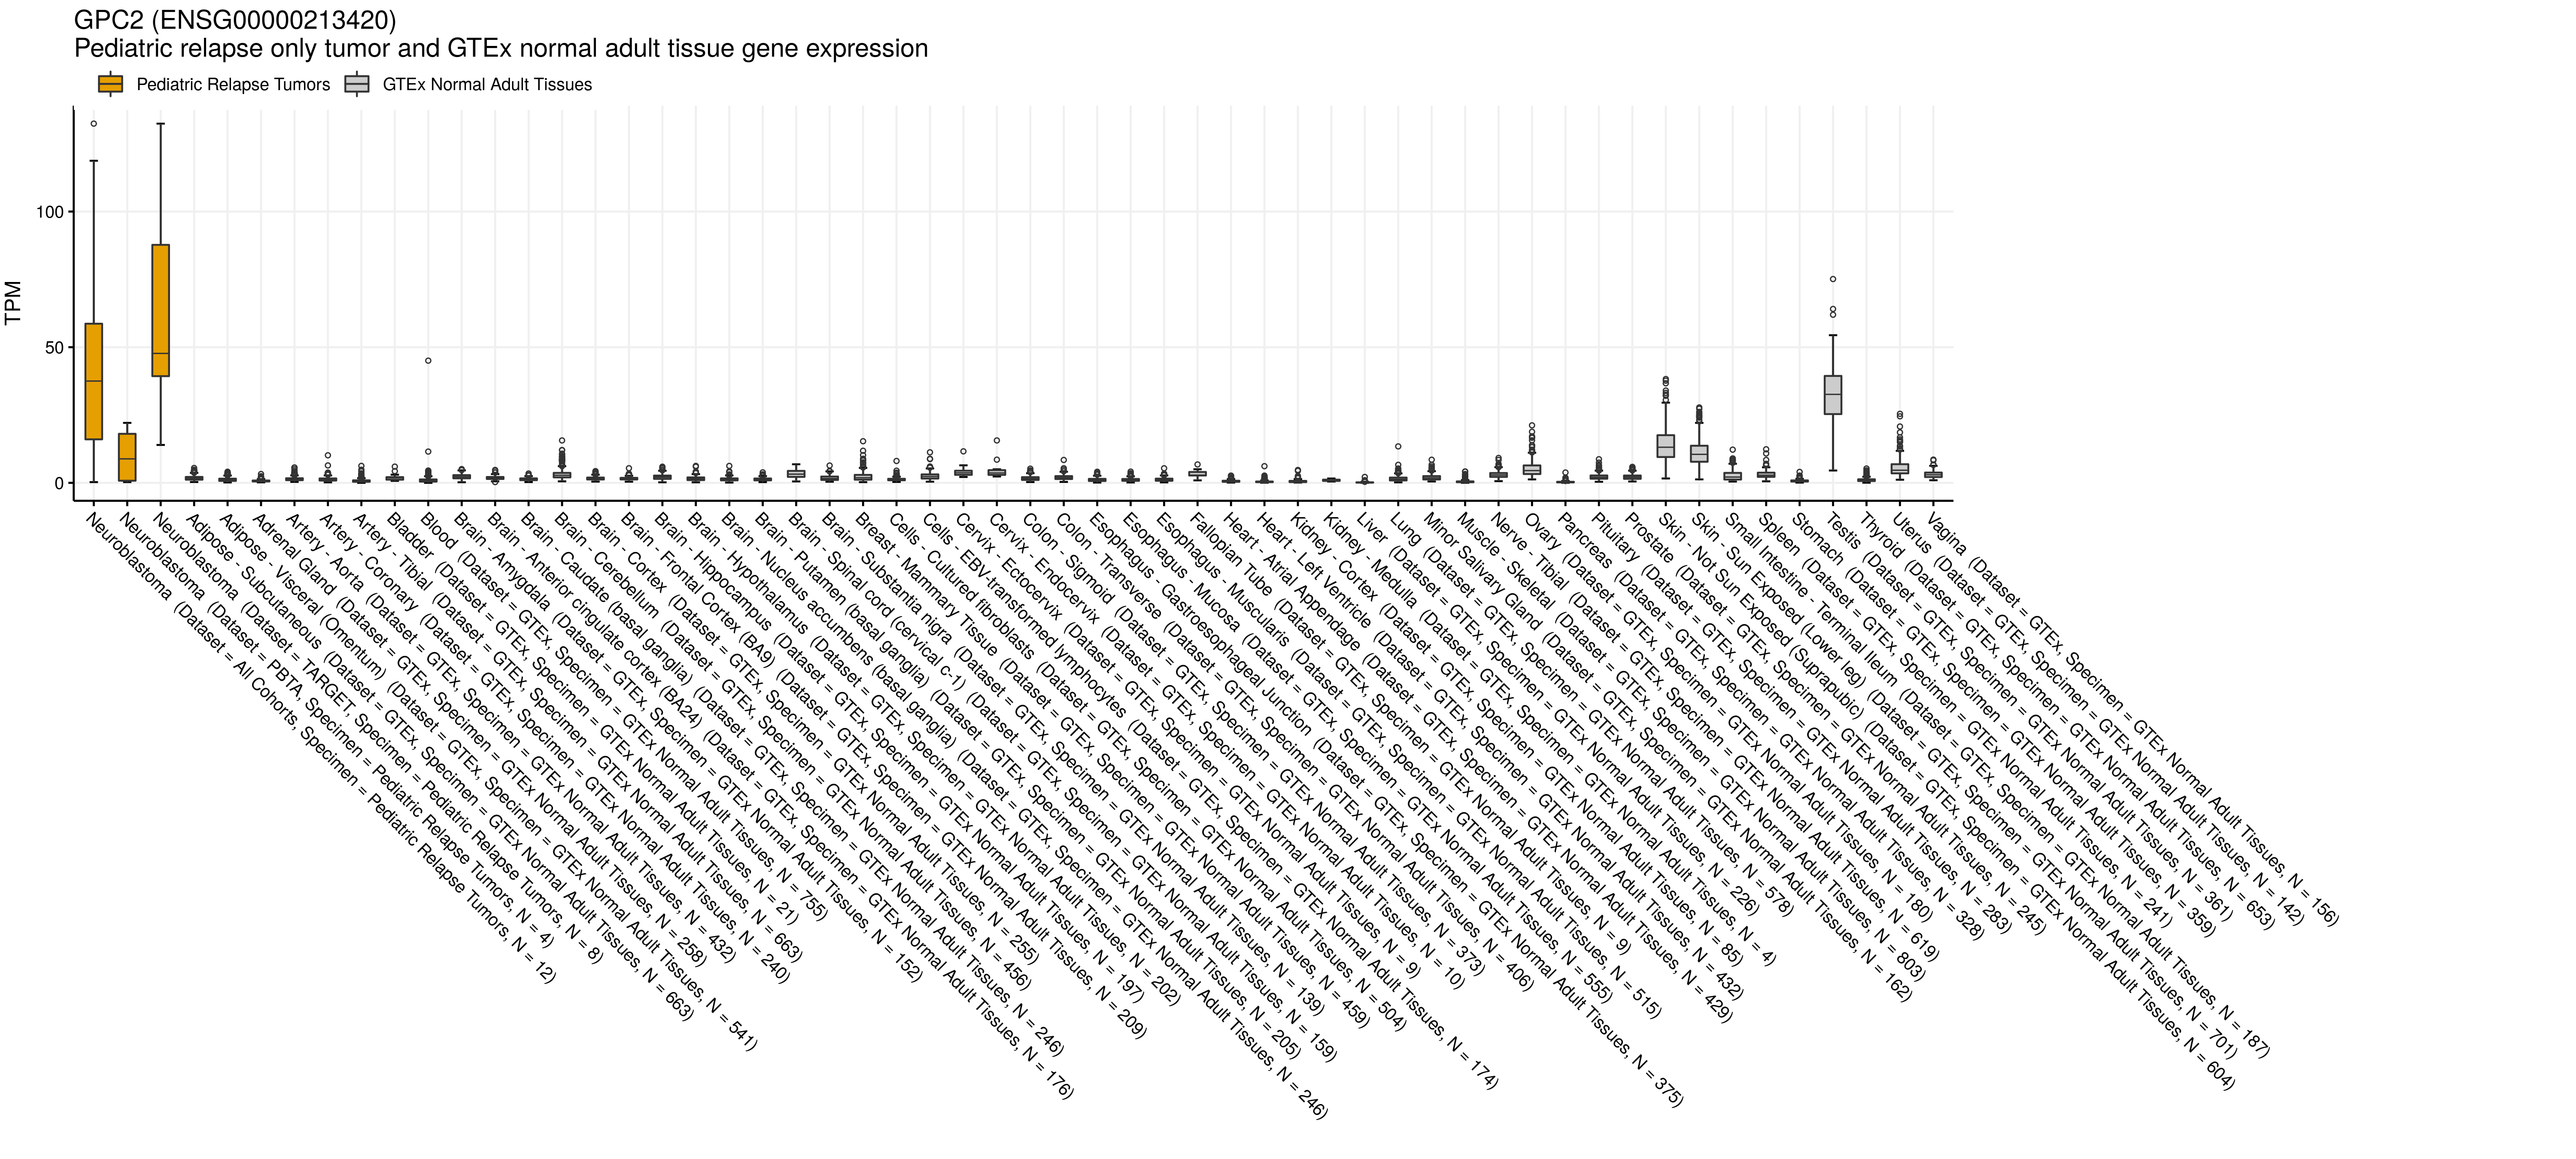 GPC2 (ENSG00000213420)
Pediatric relapse only tumor and GTEx normal adult tissue gene expression
Pediatric Relapse Tumors
GTEx Normal Adult Tissues
TPM
100
50
0
Neuroblastoma (Dataset = All Cohorts, Specimen = Pediatric Relapse Tumors, N = 12)
Neuroblastoma (Dataset = PBTA, Specimen = Pediatric Relapse Tumors, N = 4)
Neuroblastoma (Dataset = TARGET, Specimen = Pediatric Relapse Tumors, N = 8)
Adipose - Subcutaneous (Dataset = GTEx, Specimen = GTEx Normal Adult Tissues, N = 663)
Adipose - Visceral (Omentum) (Dataset = GTEx, Specimen = GTEx Normal Adult Tissues, N = 541)
Adrenal Gland (Dataset = GTEx, Specimen = GTEx Normal Adult Tissues, N = 258)
Artery - Aorta (Dataset = GTEx, Specimen = GTEx Normal Adult Tissues, N = 432)
Artery - Coronary (Dataset = GTEx, Specimen = GTEx Normal Adult Tissues, N = 240)
Artery - Tibial (Dataset = GTEx, Specimen = GTEx Normal Adult Tissues, N = 663)
Bladder (Dataset = GTEx, Specimen = GTEx Normal Adult Tissues, N = 21)
Blood (Dataset = GTEx, Specimen = GTEx Normal Adult Tissues, N = 755)
Brain - Amygdala (Dataset = GTEx, Specimen = GTEx Normal Adult Tissues, N = 152)
Brain - Anterior cingulate cortex (BA24) (Dataset = GTEx, Specimen = GTEx Normal Adult Tissues, N = 176)
Brain - Caudate (basal ganglia) (Dataset = GTEx, Specimen = GTEx Normal Adult Tissues, N = 246)
Brain - Cerebellum (Dataset = GTEx, Specimen = GTEx Normal Adult Tissues, N = 456)
Brain - Cortex (Dataset = GTEx, Specimen = GTEx Normal Adult Tissues, N = 255)
Brain - Frontal Cortex (BA9) (Dataset = GTEx, Specimen = GTEx Normal Adult Tissues, N = 209)
Brain - Hippocampus (Dataset = GTEx, Specimen = GTEx Normal Adult Tissues, N = 197)
Brain - Hypothalamus (Dataset = GTEx, Specimen = GTEx Normal Adult Tissues, N = 202)
Brain - Nucleus accumbens (basal ganglia) (Dataset = GTEx, Specimen = GTEx Normal Adult Tissues, N = 246)
Brain - Putamen (basal ganglia) (Dataset = GTEx, Specimen = GTEx Normal Adult Tissues, N = 205)
Brain - Spinal cord (cervical c-1) (Dataset = GTEx, Specimen = GTEx Normal Adult Tissues, N = 159)
Brain - Substantia nigra (Dataset = GTEx, Specimen = GTEx Normal Adult Tissues, N = 139)
Breast - Mammary Tissue (Dataset = GTEx, Specimen = GTEx Normal Adult Tissues, N = 459)
Cells - Cultured fibroblasts (Dataset = GTEx, Specimen = GTEx Normal Adult Tissues, N = 504)
Cells - EBV-transformed lymphocytes (Dataset = GTEx, Specimen = GTEx Normal Adult Tissues, N = 174)
Cervix - Ectocervix (Dataset = GTEx, Specimen = GTEx Normal Adult Tissues, N = 9)
Cervix - Endocervix (Dataset = GTEx, Specimen = GTEx Normal Adult Tissues, N = 10)
Colon - Sigmoid (Dataset = GTEx, Specimen = GTEx Normal Adult Tissues, N = 373)
Colon - Transverse (Dataset = GTEx, Specimen = GTEx Normal Adult Tissues, N = 406)
Esophagus - Gastroesophageal Junction (Dataset = GTEx, Specimen = GTEx Normal Adult Tissues, N = 375)
Esophagus - Mucosa (Dataset = GTEx, Specimen = GTEx Normal Adult Tissues, N = 555)
Esophagus - Muscularis (Dataset = GTEx, Specimen = GTEx Normal Adult Tissues, N = 515)
Fallopian Tube (Dataset = GTEx, Specimen = GTEx Normal Adult Tissues, N = 9)
Heart - Atrial Appendage (Dataset = GTEx, Specimen = GTEx Normal Adult Tissues, N = 429)
Heart - Left Ventricle (Dataset = GTEx, Specimen = GTEx Normal Adult Tissues, N = 432)
Kidney - Cortex (Dataset = GTEx, Specimen = GTEx Normal Adult Tissues, N = 85)
Kidney - Medulla (Dataset = GTEx, Specimen = GTEx Normal Adult Tissues, N = 4)
Liver (Dataset = GTEx, Specimen = GTEx Normal Adult Tissues, N = 226)
Lung (Dataset = GTEx, Specimen = GTEx Normal Adult Tissues, N = 578)
Minor Salivary Gland (Dataset = GTEx, Specimen = GTEx Normal Adult Tissues, N = 162)
Muscle - Skeletal (Dataset = GTEx, Specimen = GTEx Normal Adult Tissues, N = 803)
Nerve - Tibial (Dataset = GTEx, Specimen = GTEx Normal Adult Tissues, N = 619)
Ovary (Dataset = GTEx, Specimen = GTEx Normal Adult Tissues, N = 180)
Pancreas (Dataset = GTEx, Specimen = GTEx Normal Adult Tissues, N = 328)
Pituitary (Dataset = GTEx, Specimen = GTEx Normal Adult Tissues, N = 283)
Prostate (Dataset = GTEx, Specimen = GTEx Normal Adult Tissues, N = 245)
Skin - Not Sun Exposed (Suprapubic) (Dataset = GTEx, Specimen = GTEx Normal Adult Tissues, N = 604)
Skin - Sun Exposed (Lower leg) (Dataset = GTEx, Specimen = GTEx Normal Adult Tissues, N = 701)
Small Intestine - Terminal Ileum (Dataset = GTEx, Specimen = GTEx Normal Adult Tissues, N = 187)
Spleen (Dataset = GTEx, Specimen = GTEx Normal Adult Tissues, N = 241)
Stomach (Dataset = GTEx, Specimen = GTEx Normal Adult Tissues, N = 359)
Testis (Dataset = GTEx, Specimen = GTEx Normal Adult Tissues, N = 361)
Thyroid (Dataset = GTEx, Specimen = GTEx Normal Adult Tissues, N = 653)
Uterus (Dataset = GTEx, Specimen = GTEx Normal Adult Tissues, N = 142)
Vagina (Dataset = GTEx, Specimen = GTEx Normal Adult Tissues, N = 156)